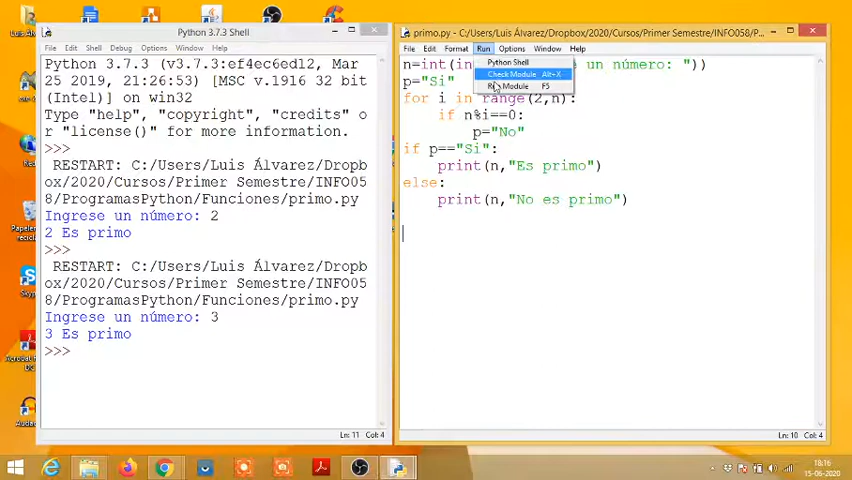 Python 3.7.3 Shell
File Edit Shell Debug Options Window Help
Python 3.7.3 (v3.7.3:ef4ec6ed12, Mar
25 2019, 21:26:53) [MSC v.1916 32 bit
(Intel)] on win32
Type "help", "copyright", "credits" o
r "license()" for more information.
>>>
RESTART: C:/Users/Luis Álvarez/Dropb
ox/2020/Cursos/Primer Semestre/INFO05
8/ProgramasPython/Funciones/primo.py
Ingrese un número: 2
2 Es primo
>>>
RESTART: C:/Users/Luis Álvarez/Dropb
ox/2020/Cursos/Primer Semestre/INFO05
8/ProgramasPython/Funciones/primo.py
Ingrese un número: 3
3 Es primo
>>>
Ln: 11 Col: 4
primo.py - C:/Users/Luis Álvarez/Dropbox/2020/Cursos/Primer Semestre/INFO058/P...
File Edit Format Run Options Window Help
Python Shell
Check Module Alt+X
Run Module F5
n=int(in e un número: "))
p="Si"
for i in range(2,n):
if n%i==0:
p="No"
if p=="Si":
print(n,"Es primo")
else:
print(n,"No es primo")
Ln: 10 Col: 4
18:16
15-06-2020